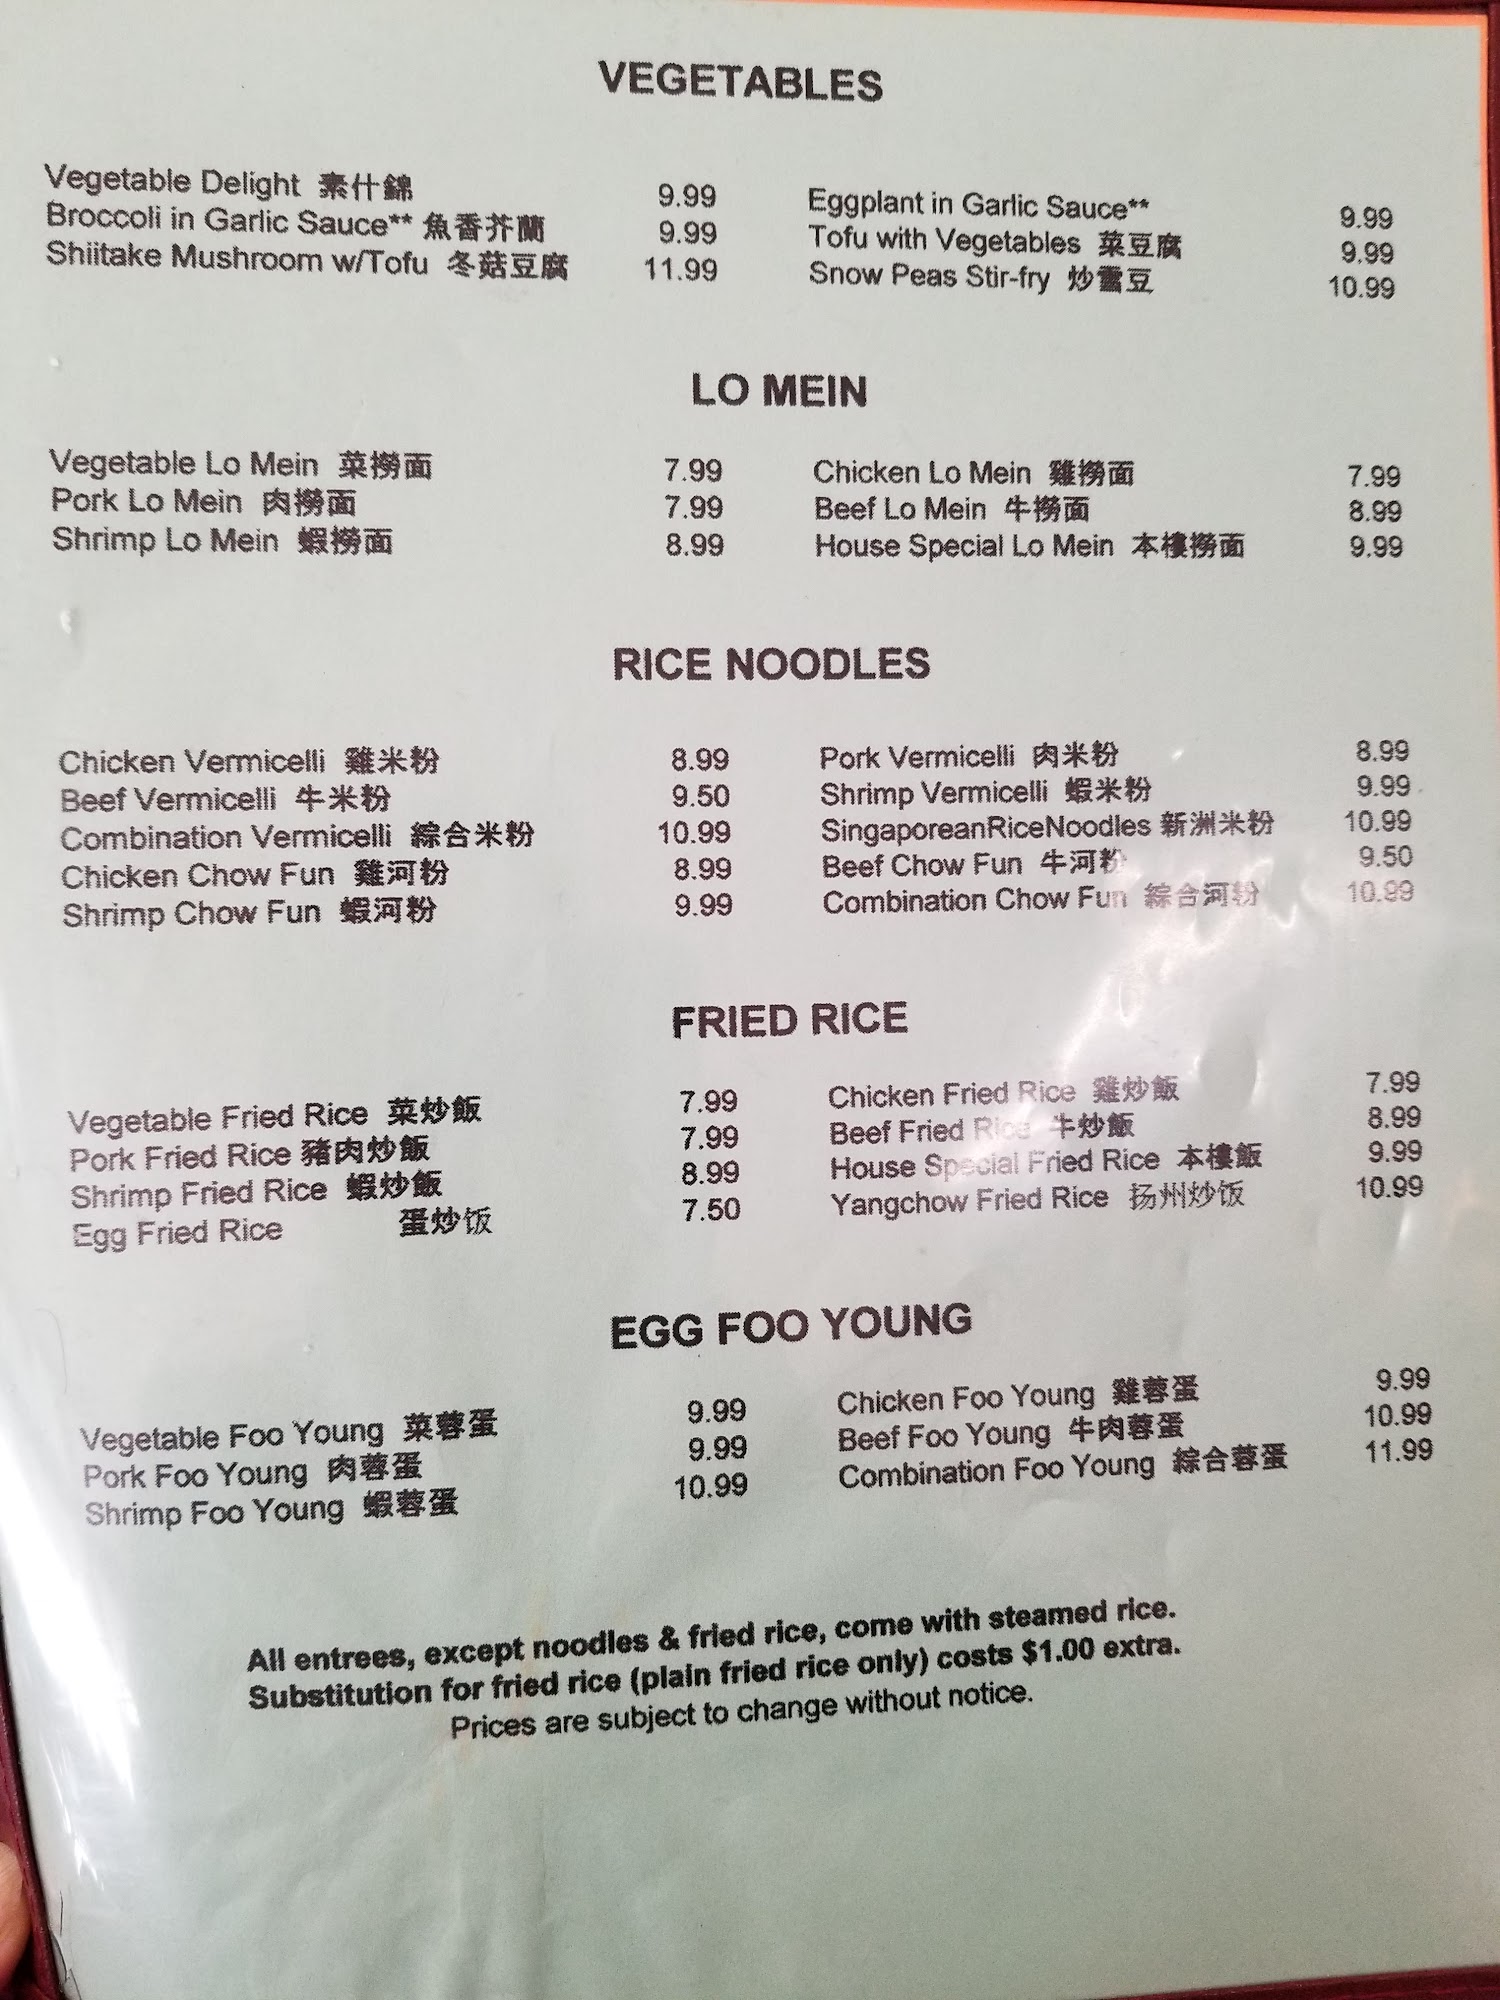 VEGETABLES
Vegetable Delight 素什錦 9.99
Broccoli in Garlic Sauce** 魚香芥蘭 9.99
Shiitake Mushroom w/Tofu 冬菇豆腐 11.99
Eggplant in Garlic Sauce** 9.99
Tofu with Vegetables 菜豆腐 9.99
Snow Peas Stir-fry 炒雪豆 10.99
LO MEIN
Vegetable Lo Mein 菜撈面 7.99
Pork Lo Mein 肉撈面 7.99
Shrimp Lo Mein 蝦撈面 8.99
Chicken Lo Mein 雞撈面 7.99
Beef Lo Mein 牛撈面 8.99
House Special Lo Mein 本樓撈面 9.99
RICE NOODLES
Chicken Vermicelli 雞米粉 8.99
Beef Vermicelli 牛米粉 9.50
Combination Vermicelli 綜合米粉 10.99
Chicken Chow Fun 雞河粉 8.99
Shrimp Chow Fun 蝦河粉 9.99
Pork Vermicelli 肉米粉 8.99
Shrimp Vermicelli 蝦米粉 9.99
SingaporeanRiceNoodles 新洲米粉 10.99
Beef Chow Fun 牛河粉 9.50
Combination Chow Fun 綜合河粉 10.99
FRIED RICE
Vegetable Fried Rice 菜炒飯 7.99
Pork Fried Rice 豬肉炒飯 7.99
Shrimp Fried Rice 蝦炒飯 8.99
Egg Fried Rice 蛋炒饭 7.50
Chicken Fried Rice 雞炒飯 7.99
Beef Fried Rice 牛炒飯 8.99
House Special Fried Rice 本樓飯 9.99
Yangchow Fried Rice 扬州炒饭 10.99
EGG FOO YOUNG
Vegetable Foo Young 菜蓉蛋 9.99
Pork Foo Young 肉蓉蛋 9.99
Shrimp Foo Young 蝦蓉蛋 10.99
Chicken Foo Young 雞蓉蛋 9.99
Beef Foo Young 牛肉蓉蛋 10.99
Combination Foo Young 綜合蓉蛋 11.99
All entrees, except noodles & fried rice, come with steamed rice.
Substitution for fried rice (plain fried rice only) costs $1.00 extra.
Prices are subject to change without notice.